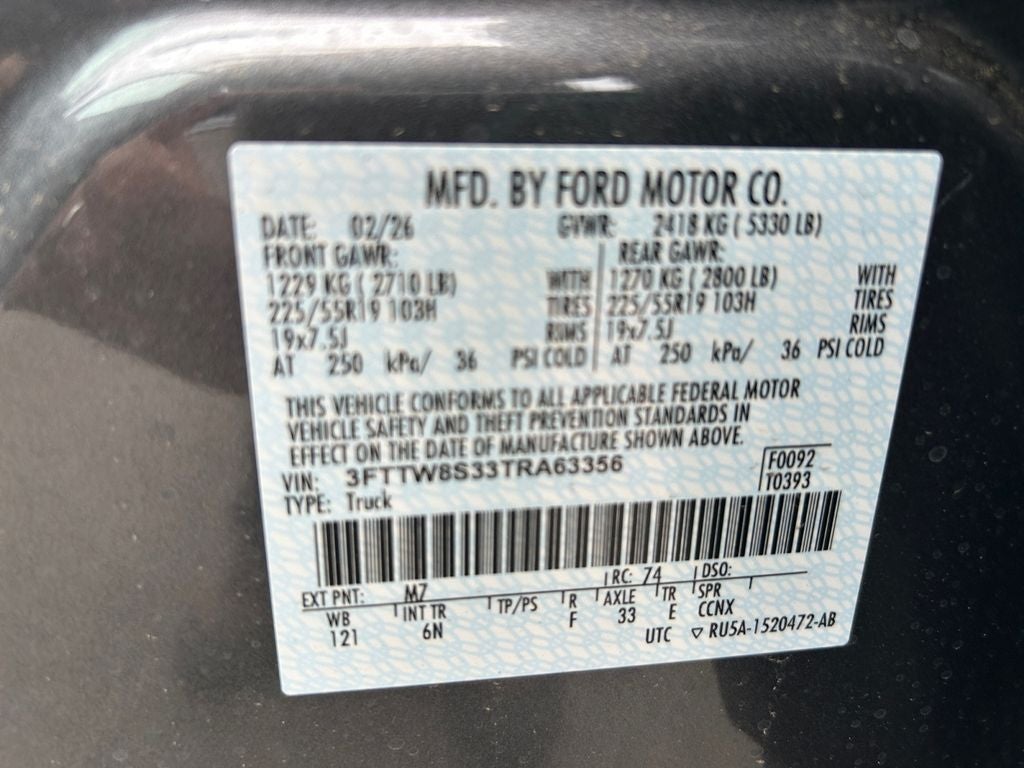 MFD. BY FORD MOTOR CO.
DATE: 02/26 GVWR: 2418 KG ( 5330 LB)
FRONT GAWR: REAR GAWR:
1229 KG ( 2710 LB) WITH 1270 KG ( 2800 LB) WITH
225/55R19 103H TIRES 225/55R19 103H TIRES
19x7.5J RIMS 19x7.5J RIMS
AT 250 kPa/ 36 PSI COLD AT 250 kPa/ 36 PSI COLD
THIS VEHICLE CONFORMS TO ALL APPLICABLE FEDERAL MOTOR
VEHICLE SAFETY AND THEFT PREVENTION STANDARDS IN
EFFECT ON THE DATE OF MANUFACTURE SHOWN ABOVE.
VIN: 3FTTW8S33TRA63356 F0092
TYPE: Truck T0393
EXT PNT: M7 RC: 74 DSO:
WB INT TR TP/PS R AXLE TR SPR
121 6N F 33 E CCNX
UTC ▽ RU5A-1520472-AB